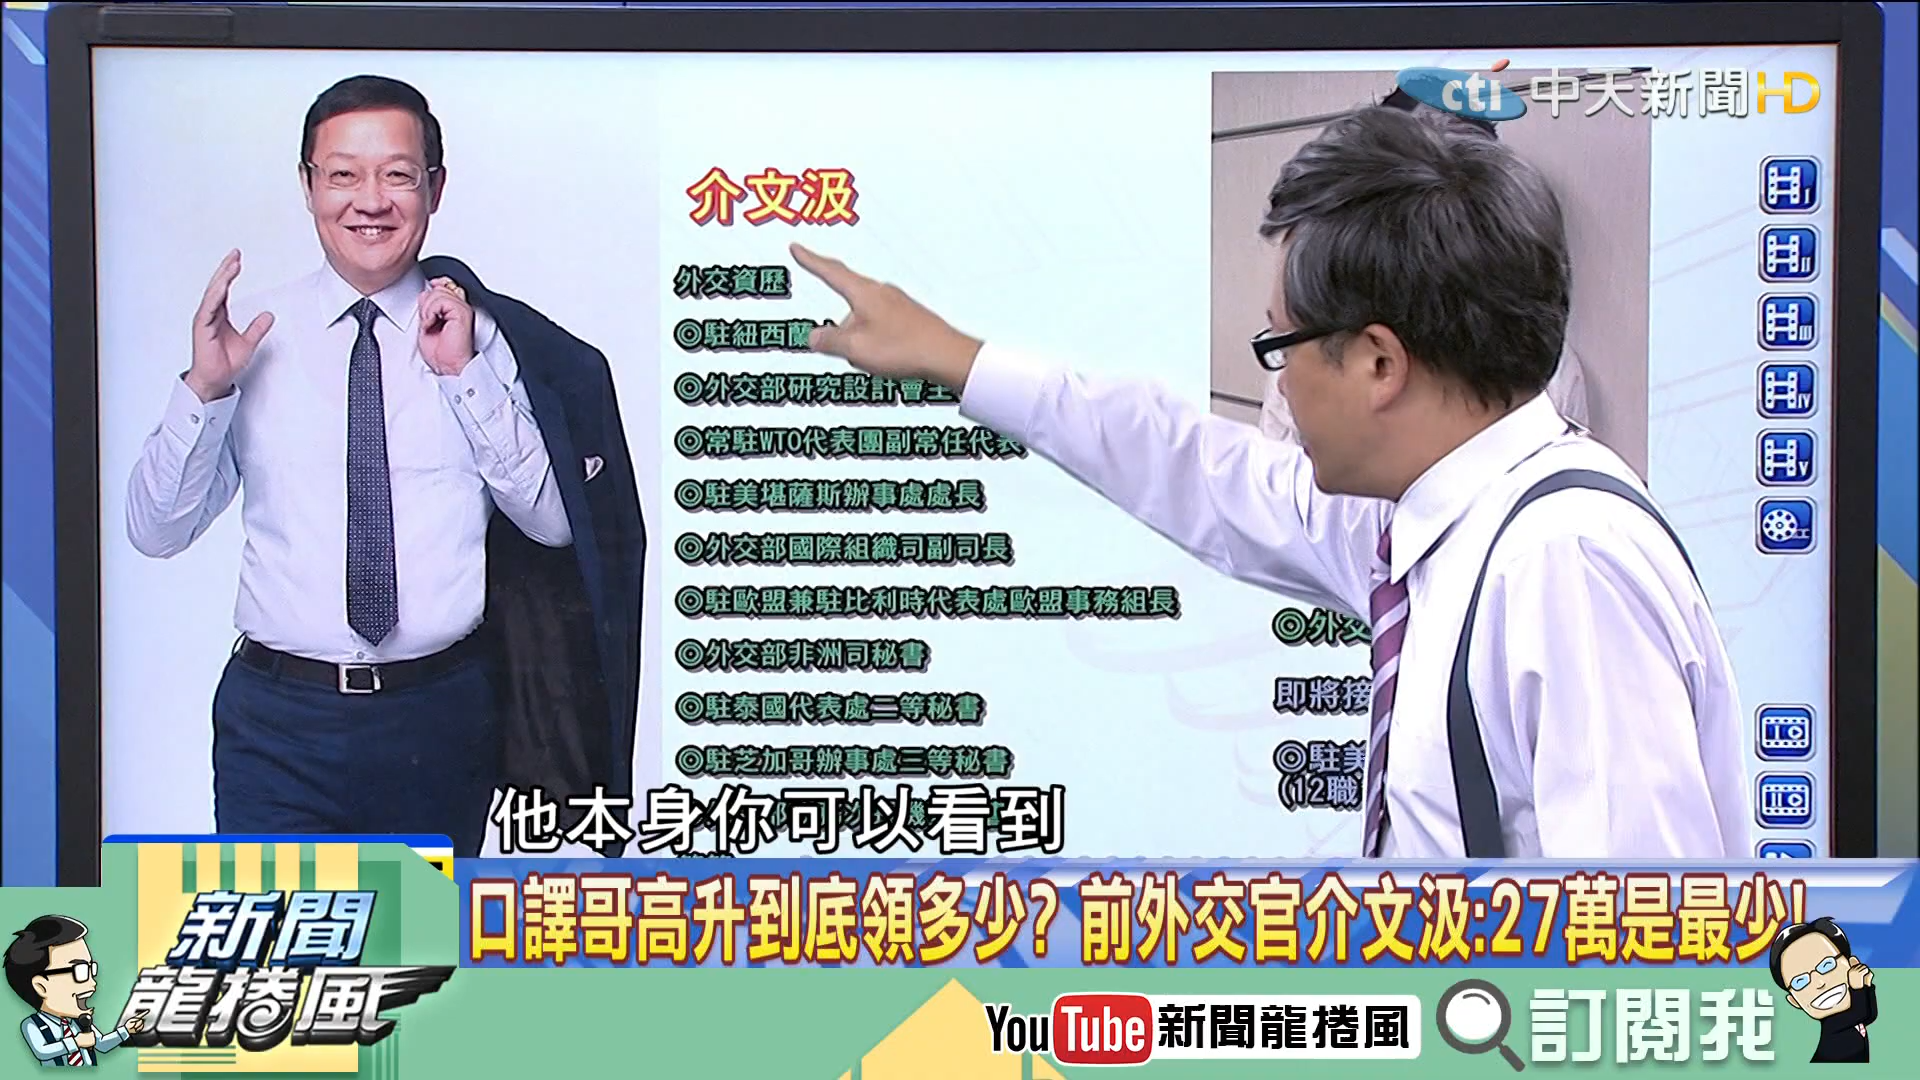 cti 中天新聞HD
介文汲
外交資歷
◎駐紐西蘭
◎外交部研究設計會主
◎常駐WTO代表團副常任代表
◎駐美堪薩斯辦事處處長
◎外交部國際組織司副司長
◎駐歐盟兼駐比利時代表處歐盟事務組長
◎外交部非洲司秘書
◎駐泰國代表處二等秘書
◎駐芝加哥辦事處三等秘書
◎外交
即將接
◎駐美
(12職
I
II
III
IV
V
I
II
他本身你可以看到
口譯哥高升到底領多少? 前外交官介文汲:27萬是最少!
新聞
龍捲風
YouTube 新聞龍捲風
訂閱我